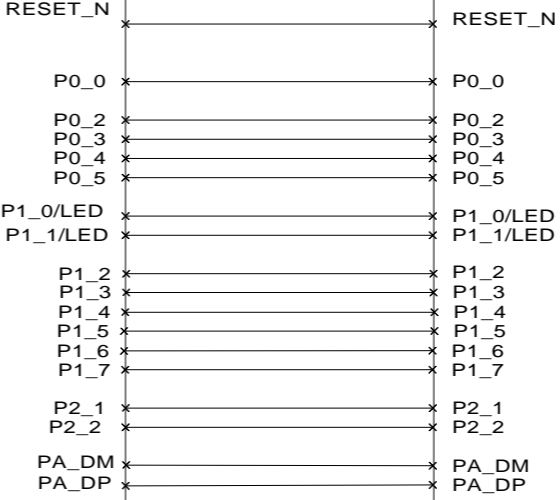 RESET_N RESET_N
P0_0 P0_0
P0_2 P0_2
P0_3 P0_3
P0_4 P0_4
P0_5 P0_5
P1_0/LED P1_0/LED
P1_1/LED P1_1/LED
P1_2 P1_2
P1_3 P1_3
P1_4 P1_4
P1_5 P1_5
P1_6 P1_6
P1_7 P1_7
P2_1 P2_1
P2_2 P2_2
PA_DM PA_DM
PA_DP PA_DP